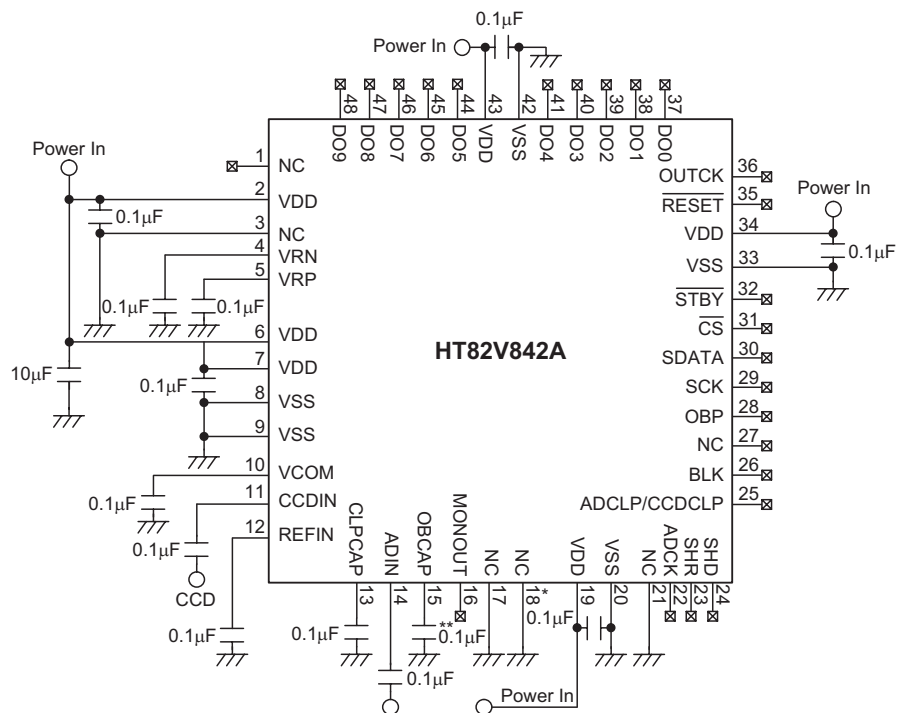 0.1μF
Power In
48
47
46
45
44
43
42
41
40
39
38
37
DO9
DO8
DO7
DO6
DO5
VDD
VSS
DO4
DO3
DO2
DO1
DO0
Power In
1
NC
2
VDD
0.1μF
3
NC
4
VRN
5
VRP
0.1μF
0.1μF
6
VDD
10μF
7
VDD
0.1μF
8
VSS
9
VSS
10
VCOM
0.1μF
11
CCDIN
12
REFIN
0.1μF
CCD
0.1μF
HT82V842A
OUTCK
36
RESET
35
Power In
VDD
34
0.1μF
VSS
33
STBY
32
CS
31
SDATA
30
SCK
29
OBP
28
NC
27
BLK
26
ADCLP/CCDCLP
25
CLPCAP
ADIN
OBCAP
MONOUT
NC
NC
VDD
VSS
NC
ADCK
SHR
SHD
13
14
15
16
17
18
*
19
20
21
22
23
24
0.1μF
**
0.1μF
0.1μF
0.1μF
Power In